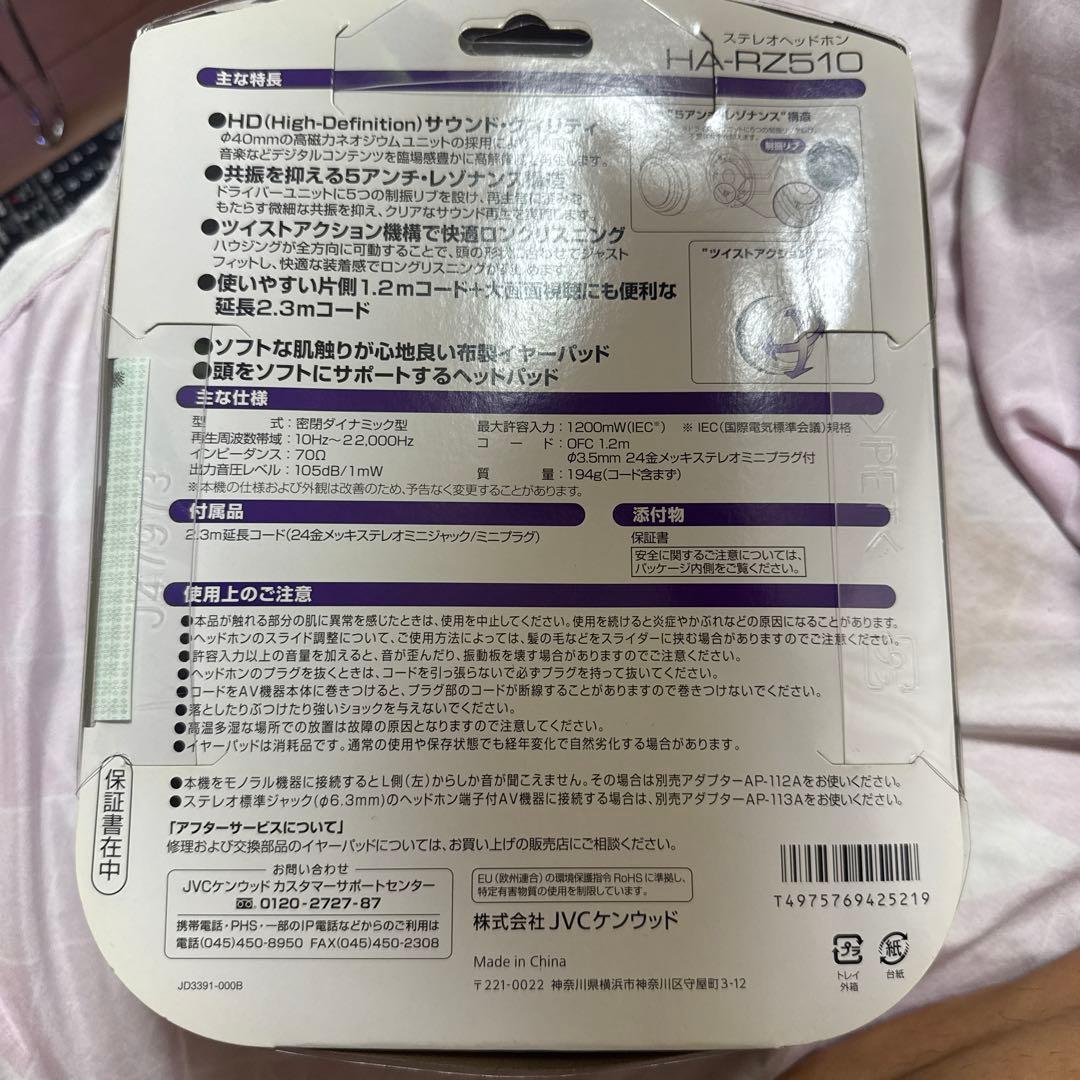 ステレオヘッドホン
HA-RZ510
主な特長
●HD(High-Definition)サウンド・クォリティ
φ40mmの高磁力ネオジウムユニットの採用により
音楽などデジタルコンテンツを臨場感豊かに高解像
●共振を抑える5アンチ・レゾナンス構造
ドライバーユニットに5つの制振リブを設け、再生音に歪みを
もたらす微細な共振を抑え、クリアなサウンド再生を実現します。
●ツイストアクション機構で快適ロングリスニング
ハウジングが全方向に可動することで、頭の形状に合わせてジャスト
フィットし、快適な装着感でロングリスニングが楽しめます。
●使いやすい片側1.2mコード+大画面視聴にも便利な
延長2.3mコード
●ソフトな肌触りが心地良い布製イヤーパッド
●頭をソフトにサポートするヘッドパッド
"5アンチ・レゾナンス"構造
制振リブ
"ツイストアクション
主な仕様
型 式:密閉ダイナミック型
再生周波数帯域:10Hz~22,000Hz
インピーダンス:70Ω
出力音圧レベル:105dB/1mW
最大許容入力:1200mW(IEC※) ※ IEC(国際電気標準会議)規格
コード:OFC 1.2m
φ3.5mm 24金メッキステレオミニプラグ付
質 量:194g(コード含まず)
※本機の仕様および外観は改善のため、予告なく変更することがあります。
付属品
2.3m延長コード(24金メッキステレオミニジャック/ミニプラグ)
添付物
保証書
安全に関するご注意については、
パッケージ内側をご覧ください。
使用上のご注意
●本品が触れる部分の肌に異常を感じたときは、使用を中止してください。使用を続けると炎症やかぶれなどの原因になることがあります。
●ヘッドホンのスライド調整について、ご使用方法によっては、髪の毛などをスライダーに挟む場合がありますのでご注意ください。
●許容入力以上の音量を加えると、音が歪んだり、振動板を壊す場合がありますのでご注意ください。
●ヘッドホンのプラグを抜くときは、コードを引っ張らないで必ずプラグを持って抜いてください。
●コードをAV機器本体に巻きつけると、プラグ部のコードが断線することがありますので巻きつけないでください。
●落としたりぶつけたり強いショックを与えないでください。
●高温多湿な場所での放置は故障の原因となりますので注意してください。
●イヤーパッドは消耗品です。通常の使用や保存状態でも経年変化で自然劣化する場合があります。
●本機をモノラル機器に接続するとL側(左)からしか音が聞こえません。その場合は別売アダプターAP-112Aをお使いください。
●ステレオ標準ジャック(φ6.3mm)のヘッドホン端子付AV機器に接続する場合は、別売アダプターAP-113Aをお使いください。
「アフターサービスについて」
修理および交換部品のイヤーパッドについては、お買い上げの販売店にご相談ください。
保証書在中
お問い合わせ
JVCケンウッド カスタマーサポートセンター
0120-2727-87
携帯電話・PHS・一部のIP電話などからのご利用は
電話(045)450-8950 FAX(045)450-2308
JD3391-000B
EU(欧州連合)の環境保護指令RoHSに準拠し、
特定有害物質の使用を制限しています。
株式会社 JVCケンウッド
Made in China
〒221-0022 神奈川県横浜市神奈川区守屋町3-12
T4975769425219
プラ
トレイ
外箱
紙
台紙